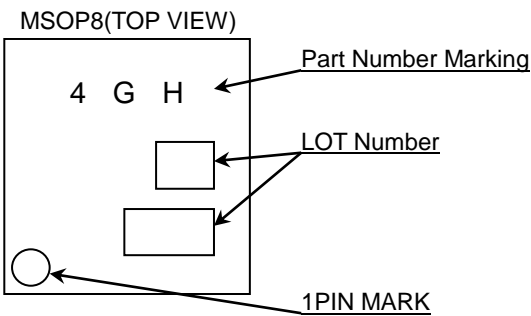 MSOP8(TOP VIEW)
Part Number Marking
4 G H
LOT Number
1PIN MARK